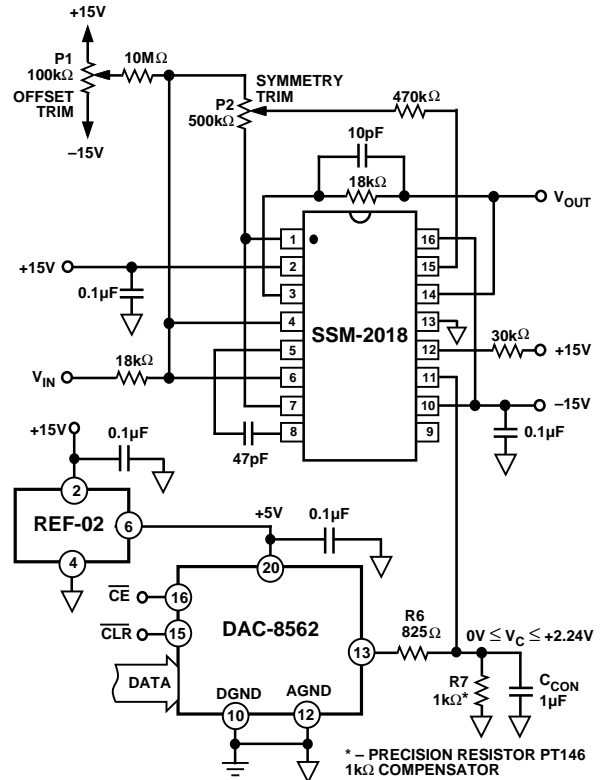 +15V
P1
100kΩ
OFFSET
TRIM
–15V
10MΩ
P2
500kΩ
SYMMETRY
TRIM
470kΩ
10pF
18kΩ
V_OUT
+15V
0.1µF
1
2
3
4
5
6
7
8
SSM-2018
16
15
14
13
12
11
10
9
30kΩ
+15V
–15V
0.1µF
V_IN
18kΩ
47pF
+15V
0.1µF
2
REF-02
6
4
+5V
0.1µF
20
CE
16
CLR
15
DAC-8562
13
DATA
DGND
10
AGND
12
R6
825Ω
0V ≤ V_C ≤ +2.24V
R7
1kΩ*
C_CON
1µF
* – PRECISION RESISTOR PT146
1kΩ COMPENSATOR